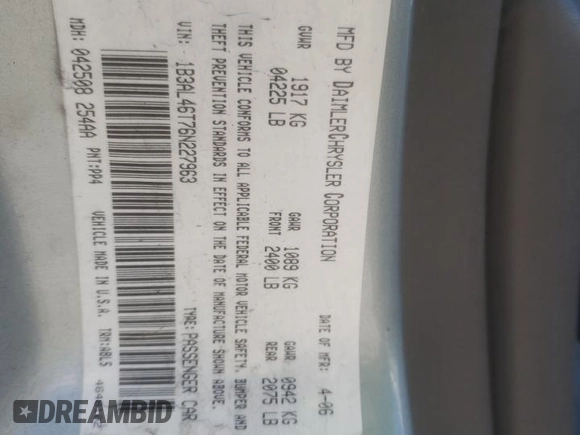 MFD BY DAIMLERCHRYSLER CORPORATION
DATE OF MFR: 4-06
GVWR
1917 KG
04225 LB
GAWR
FRONT
1089 KG
2400 LB
GAWR
REAR
0942 KG
2075 LB
THIS VEHICLE CONFORMS TO ALL APPLICABLE FEDERAL MOTOR VEHICLE SAFETY, BUMPER AND
THEFT PREVENTION STANDARDS IN EFFECT ON THE DATE OF MANUFACTURE SHOWN ABOVE.
VIN: 1B3AL46T76N227963
TYPE: PASSENGER CAR
MDH: 042508 254AA
PNT: PP4
VEHICLE MADE IN U.S.A.
TRM: ABL5
DREAMBID